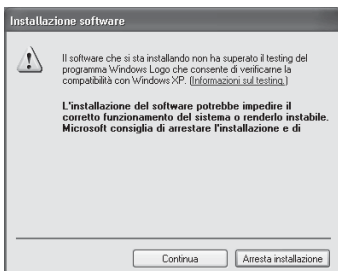 Installazione software
Il software che si sta installando non ha superato il testing del
programma Windows Logo che consente di verificarne la
compatibilità con Windows XP. (Informazioni sul testing.)
L'installazione del software potrebbe impedire il
corretto funzionamento del sistema o renderlo instabile.
Microsoft consiglia di arrestare l'installazione e di
Continua
Arresta installazione